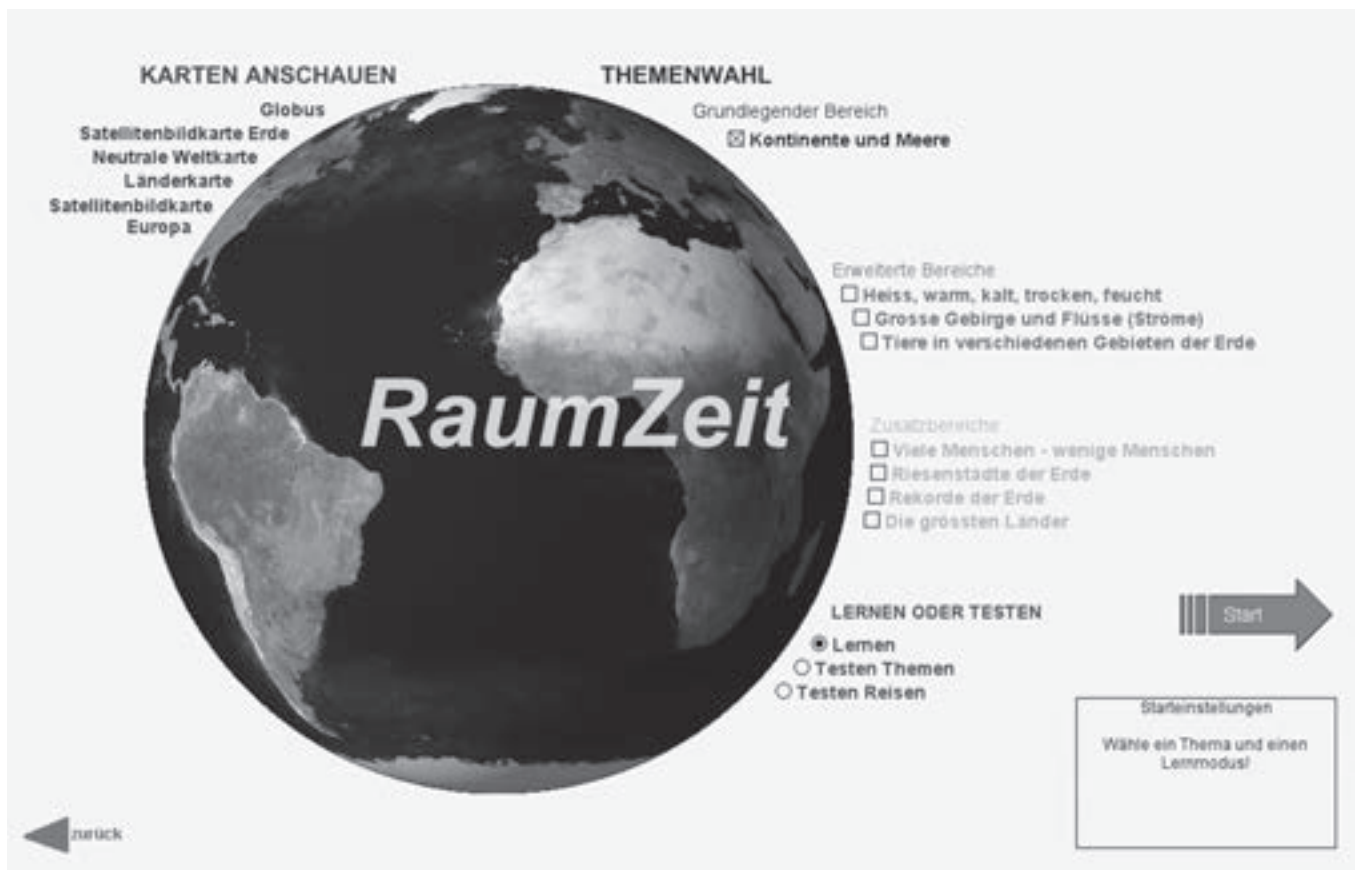 KARTEN ANSCHAUEN
Globus
Satellitenbildkarte Erde
Neutrale Weltkarte
Länderkarte
Satellitenbildkarte
Europa
THEMENWAHL
Grundlegender Bereich
Kontinente und Meere
Erweiterte Bereiche
Heiss, warm, kalt, trocken, feucht
Grosse Gebirge und Flüsse (Ströme)
Tiere in verschiedenen Gebieten der Erde
RaumZeit
Zusatzbereiche
Viele Menschen - wenige Menschen
Riesenstädte der Erde
Rekorde der Erde
Die grössten Länder
LERNEN ODER TESTEN
Lernen
Testen Themen
Testen Reisen
Start
Starteinstellungen
Wähle ein Thema und einen
Lernmodus!
zurück